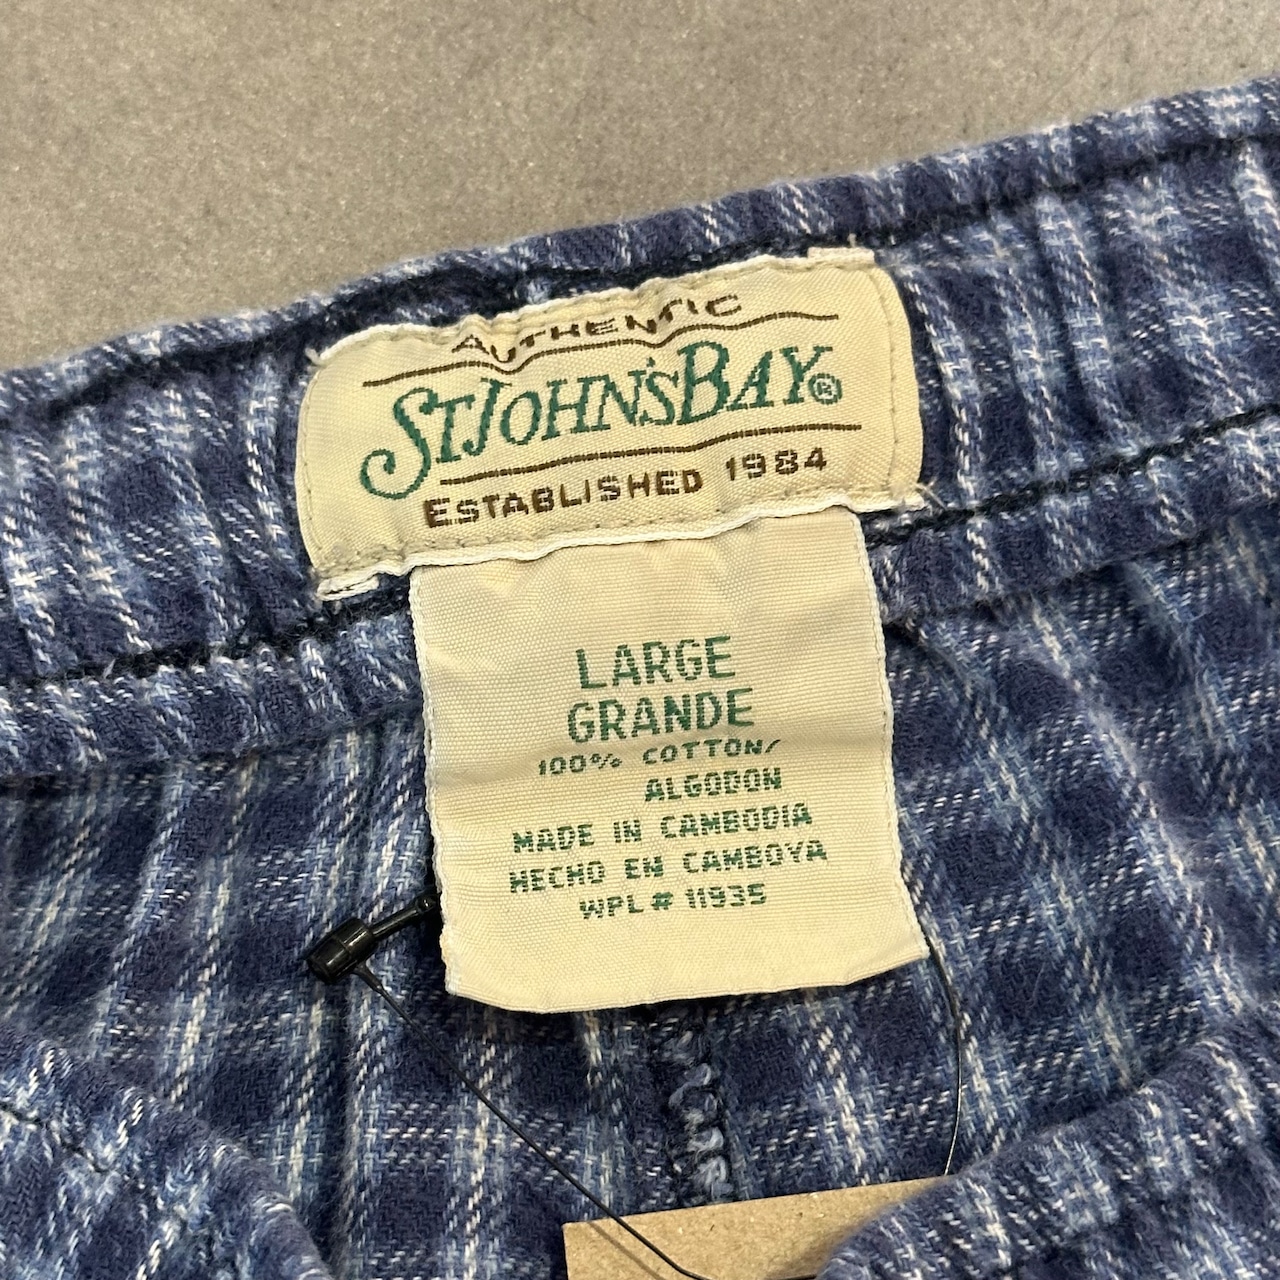 AUTHENTIC
ST JOHN'S BAY®
ESTABLISHED 1984
LARGE
GRANDE
100% COTTON/
ALGODON
MADE IN CAMBODIA
HECHO EN CAMBOYA
WPL # 11935